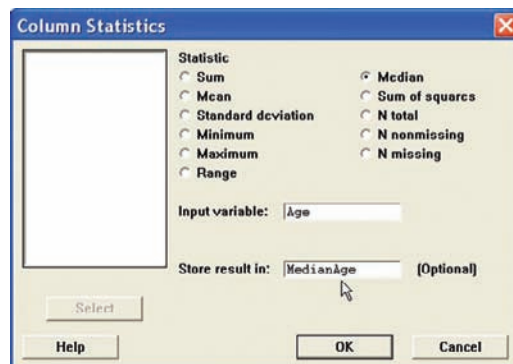 Column Statistics
Statistic
Sum
Mean
Standard deviation
Minimum
Maximum
Range
Median
Sum of squares
N total
N nonmissing
N missing
Input variable: Age
Store result in: MedianAge (Optional)
Select
Help OK Cancel